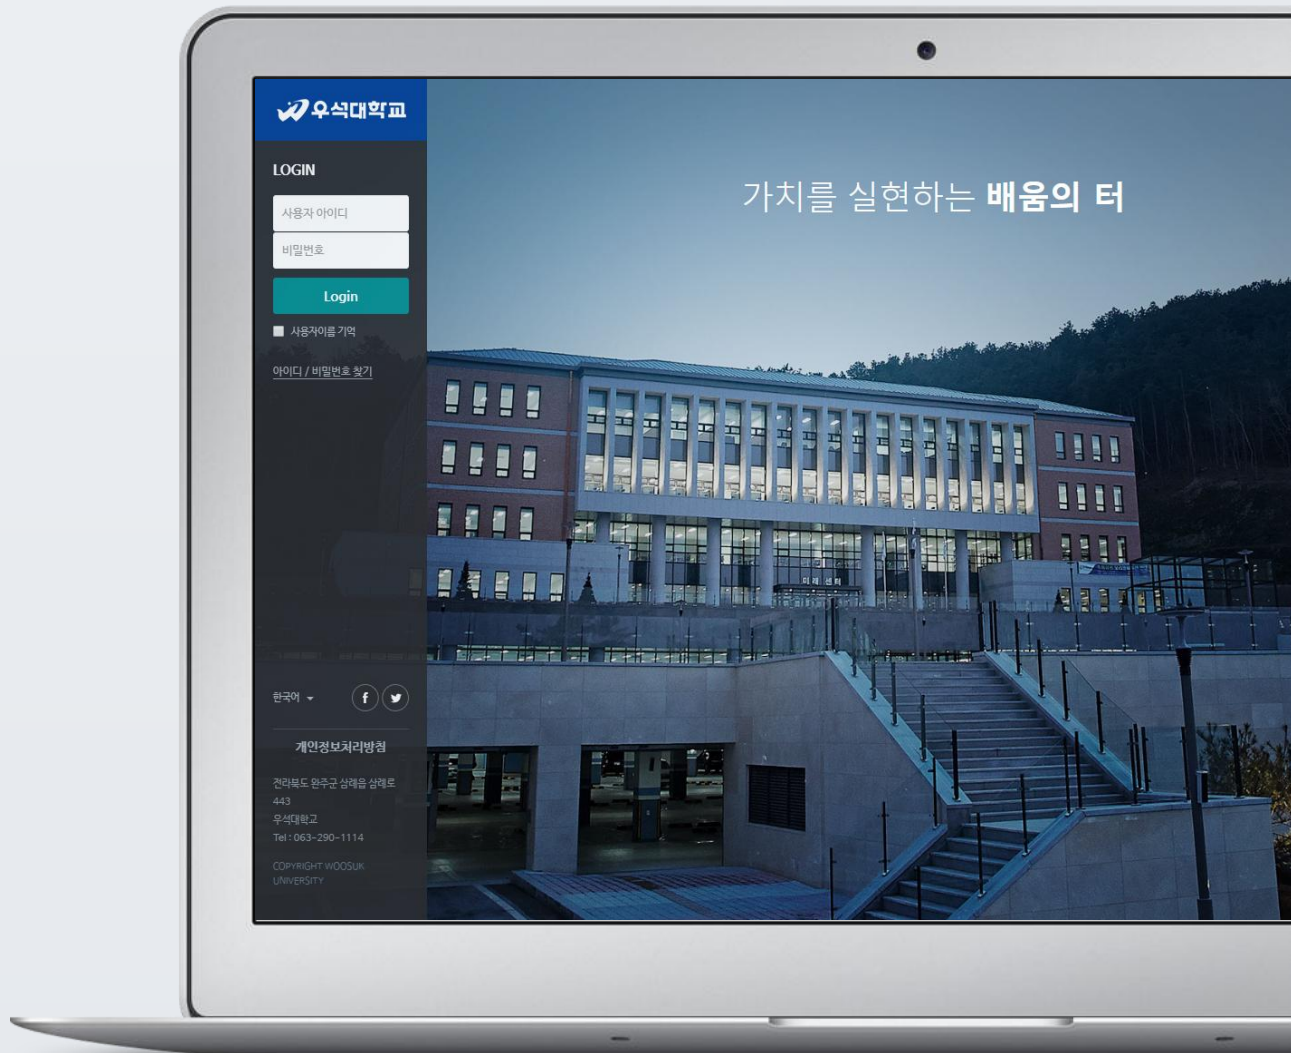 우석대학교
LOGIN
사용자 아이디
비밀번호
Login
사용자이름 기억
아이디 / 비밀번호 찾기
가치를 실현하는 배움의 터
미래 센터
한국어
f
개인정보처리방침
전라북도 완주군 삼례읍 삼례로
443
우석대학교
Tel : 063-290-1114
COPYRIGHT WOOSUK
UNIVERSITY